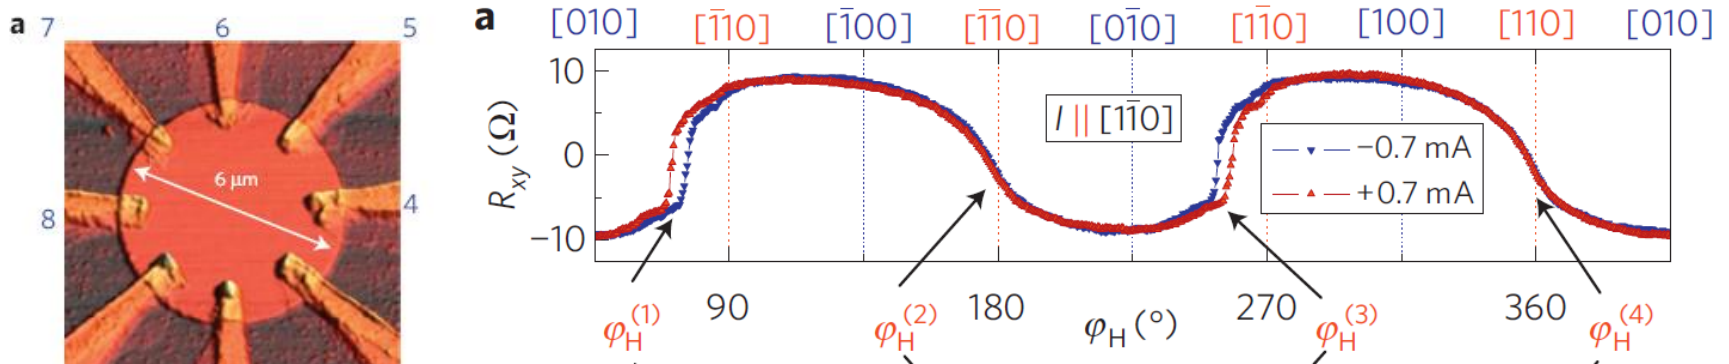 a
7 6 5
6 μm
8 4
a
[010] [1̄10] [1̄00] [1̄1̄0] [01̄0] [11̄0] [100] [110] [010]
10
0
−10
R_xy (Ω)
I || [11̄0]
−0.7 mA
+0.7 mA
90 180 φ_H (°) 270 360
φ_H^(1) φ_H^(2) φ_H^(3) φ_H^(4)